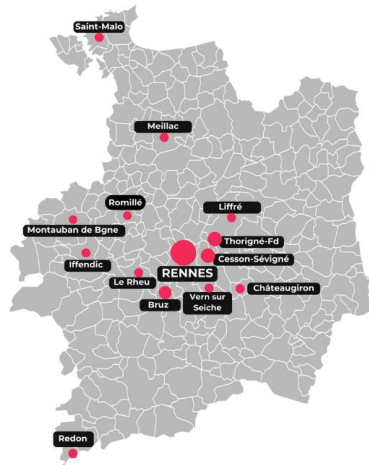 Saint-Malo
Meillac
Romillé
Liffré
Montauban de Bgne
Thorigné-Fd
Cesson-Sévigné
Iffendic
RENNES
Le Rheu
Châteaugiron
Bruz
Vern sur
Seiche
Redon